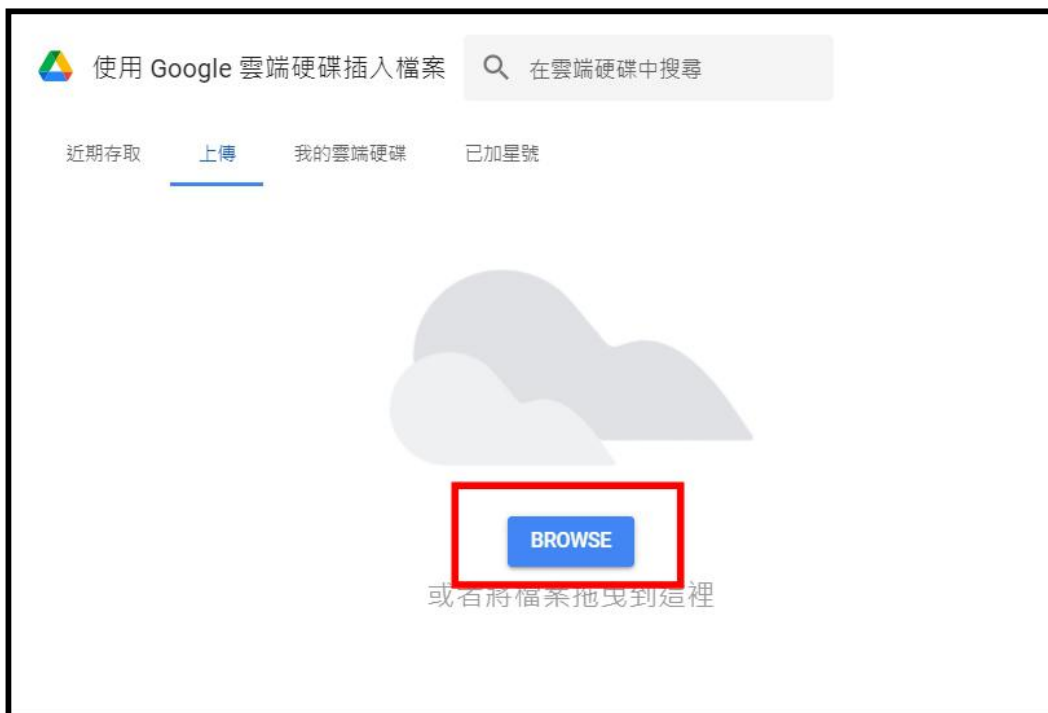 使用 Google 雲端硬碟插入檔案 在雲端硬碟中搜尋
近期存取 上傳 我的雲端硬碟 已加星號
BROWSE
或者將檔案拖曳到這裡